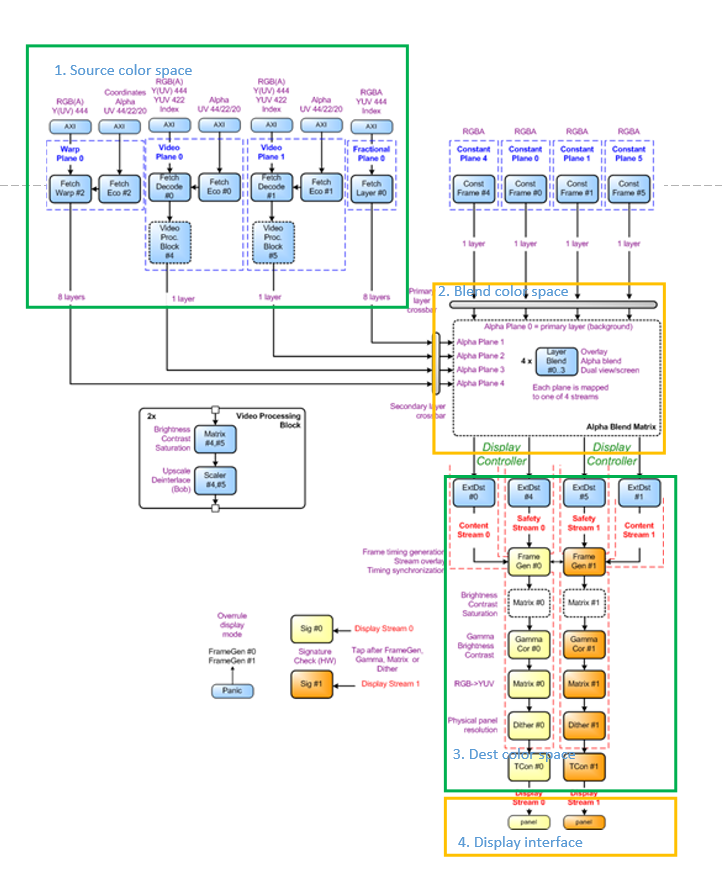 1. Source color space
RGB(A)
Y(UV) 444
Coordinates
Alpha
UV 44/22/20
RGB(A)
Y(UV) 444
YUV 422
Index
Alpha
UV 44/22/20
RGB(A)
Y(UV) 444
YUV 422
Index
Alpha
UV 44/22/20
RGBA
YUV 444
Index
AXI
AXI
AXI
AXI
AXI
AXI
AXI
RGBA
RGBA
RGBA
RGBA
Warp
Plane 0
Video
Plane 0
Video
Plane 1
Fractional
Plane 0
Constant
Plane 4
Constant
Plane 0
Constant
Plane 1
Constant
Plane 5
Fetch
Warp #2
Fetch
Eco #2
Fetch
Decode
#0
Fetch
Eco #0
Fetch
Decode
#1
Fetch
Eco #1
Fetch
Layer #0
Const
Frame #4
Const
Frame #0
Const
Frame #1
Const
Frame #5
Video
Proc.
Block
#4
Video
Proc.
Block
#5
1 layer
1 layer
1 layer
1 layer
8 layers
1 layer
1 layer
8 layers
Primary
layer
crossbar
2. Blend color space
Alpha Plane 0 = primary layer (background)
Alpha Plane 1
Alpha Plane 2
Alpha Plane 3
Alpha Plane 4
4 x
Layer
Blend
#0..3
Overlay
Alpha blend
Dual view/screen
Each plane is mapped
to one of 4 streams
Alpha Blend Matrix
Secondary layer
crossbar
2x
Video Processing
Block
Brightness
Contrast
Saturation
Matrix
#4,#5
Upscale
Deinterlace
(Bob)
Scaler
#4,#5
Display
Controller
Display
Controller
ExtDst
#0
ExtDst
#4
ExtDst
#5
ExtDst
#1
Content
Stream 0
Safety
Stream 0
Safety
Stream 1
Content
Stream 1
Frame timing generation
Stream overlay
Timing synchronization
Frame
Gen #0
Frame
Gen #1
Brightness
Contrast
Saturation
Matrix #0
Matrix #1
Gamma
Brightness
Contrast
Gamma
Cor #0
Gamma
Cor #1
RGB->YUV
Matrix #0
Matrix #1
Physical panel
resolution
Dither #0
Dither #1
3. Dest color space
TCon #0
TCon #1
Overrule
display
mode
FrameGen #0
FrameGen #1
Panic
Sig #0
Display Stream 0
Signature
Check (HW)
Tap after FrameGen,
Gamma, Matrix or
Dither
Sig #1
Display Stream 1
Display
Stream 0
Display
Stream 1
panel
panel
4. Display interface